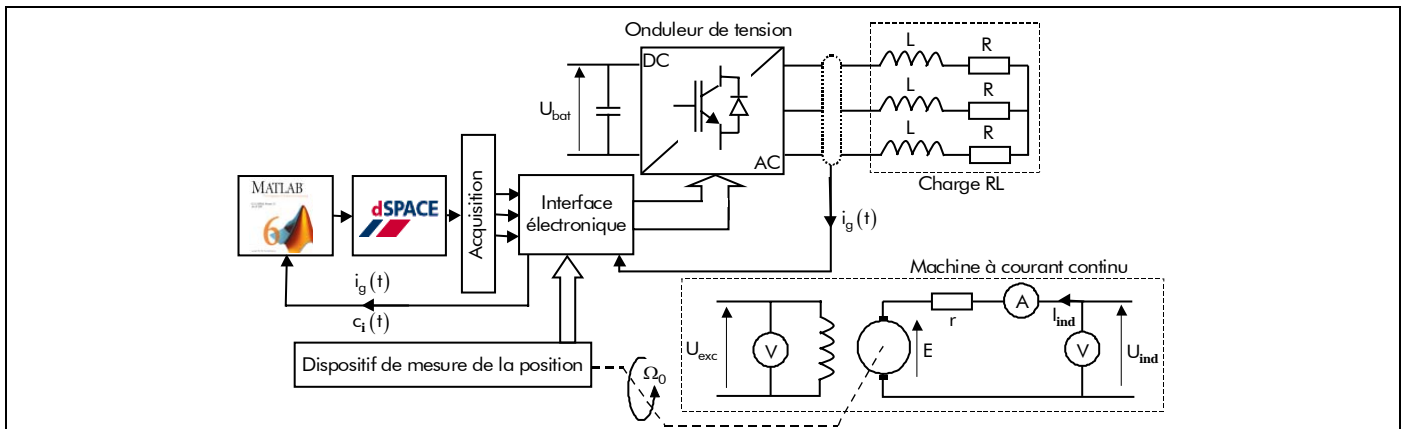 Onduleur de tension
DC
AC
U_bat
L
R
L
R
L
R
Charge RL
MATLAB
6
dSPACE
Acquisition
Interface
électronique
i_g(t)
i_g(t)
c_i(t)
Dispositif de mesure de la position
Ω_0
Machine à courant continu
U_exc
V
E
r
A
I_ind
V
U_ind